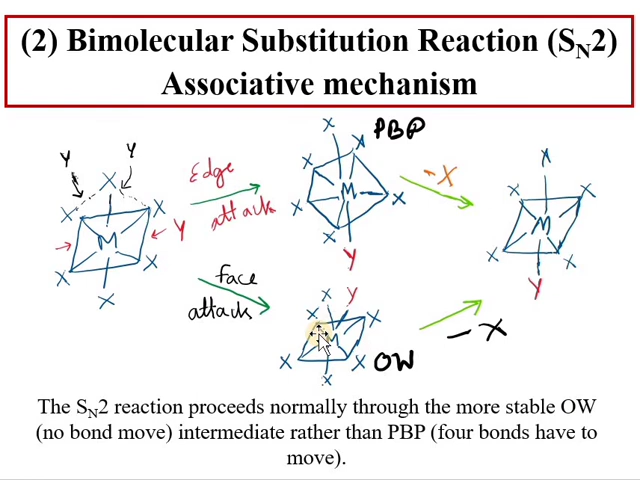 (2) Bimolecular Substitution Reaction (SN2)
Associative mechanism
Y Y
X X X
M Y
X X
X
Edge
attack
X PBP
X X
M
X X
X
Y
-X
X
X X
M
X X
Y
face
attack
X Y
X X
M
X X OW
X
- X
The SN2 reaction proceeds normally through the more stable OW
(no bond move) intermediate rather than PBP (four bonds have to
move).